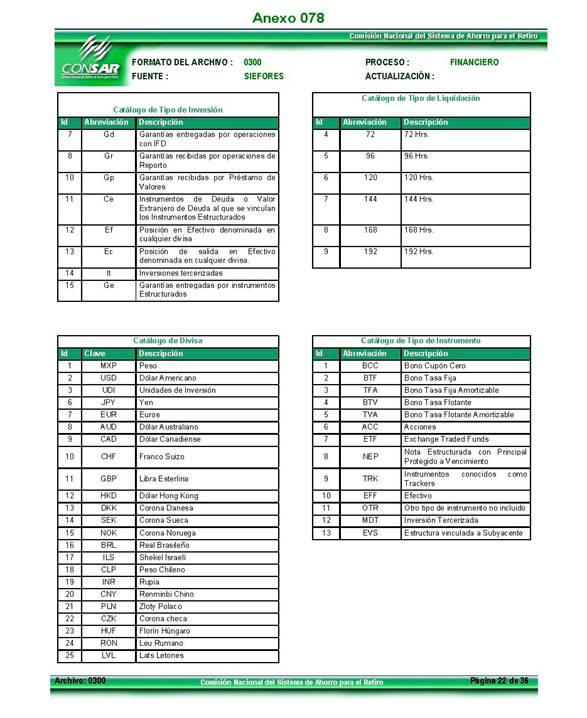 Anexo 078
Comisión Nacional del Sistema de Ahorro para el Retiro
CONSAR
FORMATO DEL ARCHIVO : 0300 PROCESO : FINANCIERO
FUENTE : SIEFORES ACTUALIZACIÓN :
Catálogo de Tipo de Inversión
Id Abreviación Descripción
7 Gd Garantías entregadas por operaciones
con IFD
8 Gr Garantías recibidas por operaciones de
Reporto
10 Gp Garantías recibidas por Préstamo de
Valores
11 Ce Instrumentos de Deuda o Valor
Extranjero de Deuda al que se vinculan
los Instrumentos Estructurados
12 Ef Posición en Efectivo denominada en
cualquier divisa
13 Ec Posición de salida en Efectivo
denominada en cualquier divisa.
14 It Inversiones tercerizadas
15 Ge Garantías entregadas por instrumentos
Estructurados
Catálogo de Tipo de Liquidación
Id Abreviación Descripción
4 72 72 Hrs.
5 96 96 Hrs.
6 120 120 Hrs.
7 144 144 Hrs.
8 168 168 Hrs.
9 192 192 Hrs.
Catálogo de Divisa
Id Clave Descripción
1 MXP Peso
2 USD Dólar Americano
3 UDI Unidades de Inversión
6 JPY Yen
7 EUR Euros
8 AUD Dólar Australiano
9 CAD Dólar Canadiense
10 CHF Franco Suizo
11 GBP Libra Esterlina
12 HKD Dólar Hong Kong
13 DKK Corona Danesa
14 SEK Corona Sueca
15 NOK Corona Noruega
16 BRL Real Brasileño
17 ILS Shekel Israelí
18 CLP Peso Chileno
19 INR Rupia
20 CNY Renminbi Chino
21 PLN Zloty Polaco
22 CZK Corona checa
23 HUF Florín Húngaro
24 RON Leu Rumano
25 LVL Lats Letones
Catálogo de Tipo de Instrumento
Id Abreviación Descripción
1 BCC Bono Cupón Cero
2 BTF Bono Tasa Fija
3 TFA Bono Tasa Fija Amortizable
4 BTV Bono Tasa Flotante
5 TVA Bono Tasa Flotante Amortizable
6 ACC Acciones
7 ETF Exchange Traded Funds
8 NEP Nota Estructurada con Principal
Protegido a Vencimiento
9 TRK Instrumentos conocidos como
Trackers
10 EFF Efectivo
11 OTR Otro tipo de instrumento no incluido
12 MDT Inversión Tercerizada
13 EVS Estructura vinculada a Subyacente
Archivo: 0300 Comisión Nacional del Sistema de Ahorro para el Retiro Página 22 de 36